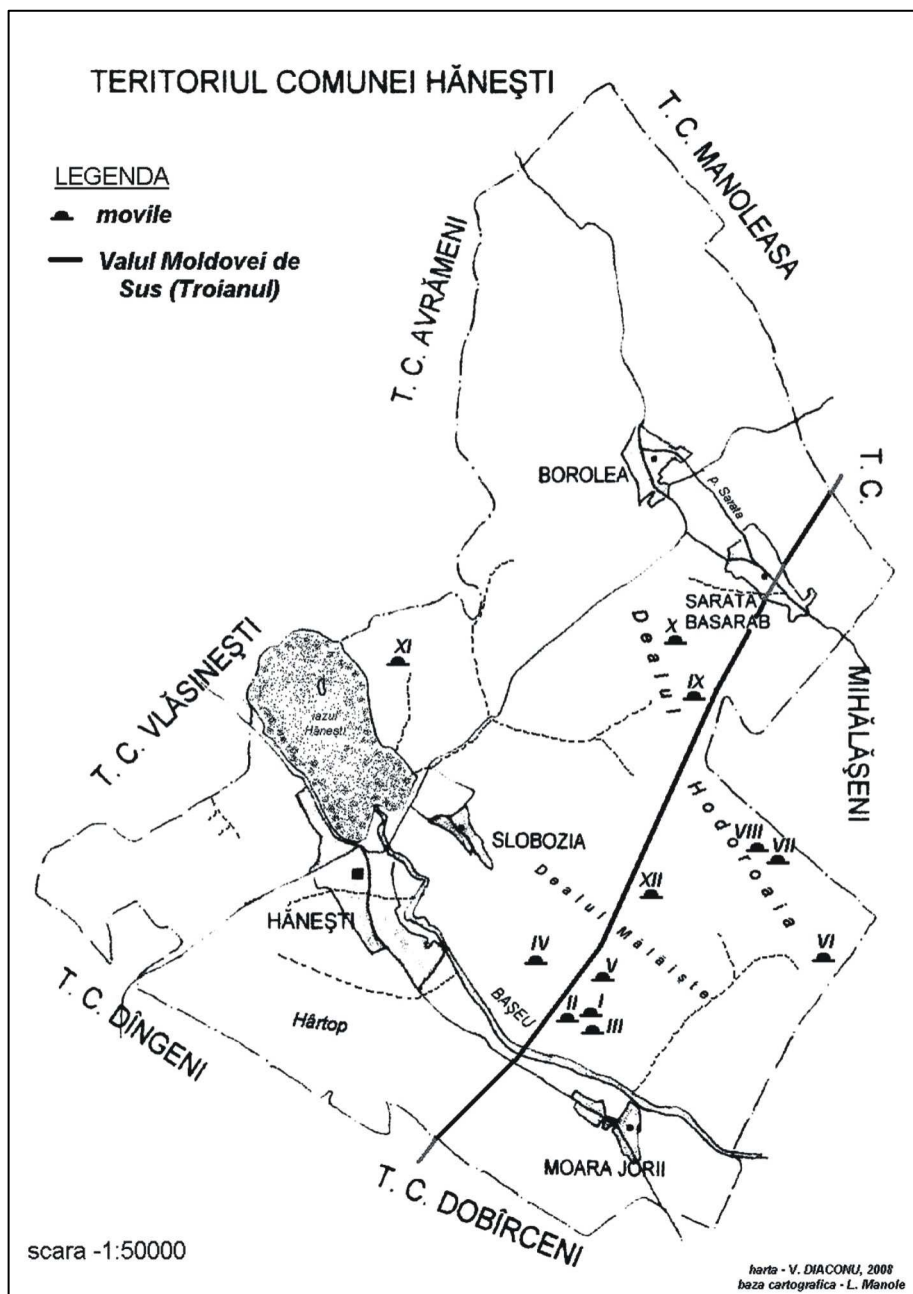 TERITORIUL COMUNEI HĂNEŞTI
LEGENDA
movile
Valul Moldovei de
Sus (Troianul)
T. C. MANOLEASA
T. C. AVRĂMENI
BOROLEA
p. Sarata
T. C.
MIHĂLĂŞENI
SARATA
BASARAB
Dealul
X
IX
XI
T. C. VLĂSINEŞTI
iazul
Hăneşti
Hodoroaia
VIII
VII
SLOBOZIA
Dealul
Mălăişte
XII
HĂNEŞTI
IV
V
VI
II
I
III
BAŞEU
Hârtop
T. C. DÎNGENI
MOARA JORII
T. C. DOBÎRCENI
scara -1:50000
harta - V. DIACONU, 2008
baza cartografica - L. Manole